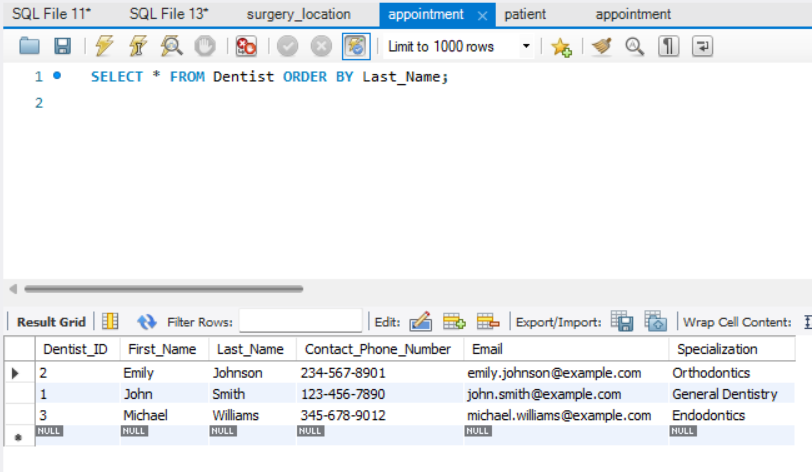 SQL File 11* SQL File 13* surgery_location appointment patient appointment
Limit to 1000 rows
1 SELECT * FROM Dentist ORDER BY Last_Name;
2
Result Grid Filter Rows: Edit: Export/Import: Wrap Cell Content:
Dentist_ID First_Name Last_Name Contact_Phone_Number Email Specialization
2 Emily Johnson 234-567-8901 emily.johnson@example.com Orthodontics
1 John Smith 123-456-7890 john.smith@example.com General Dentistry
3 Michael Williams 345-678-9012 michael.williams@example.com Endodontics
NULL NULL NULL NULL NULL NULL